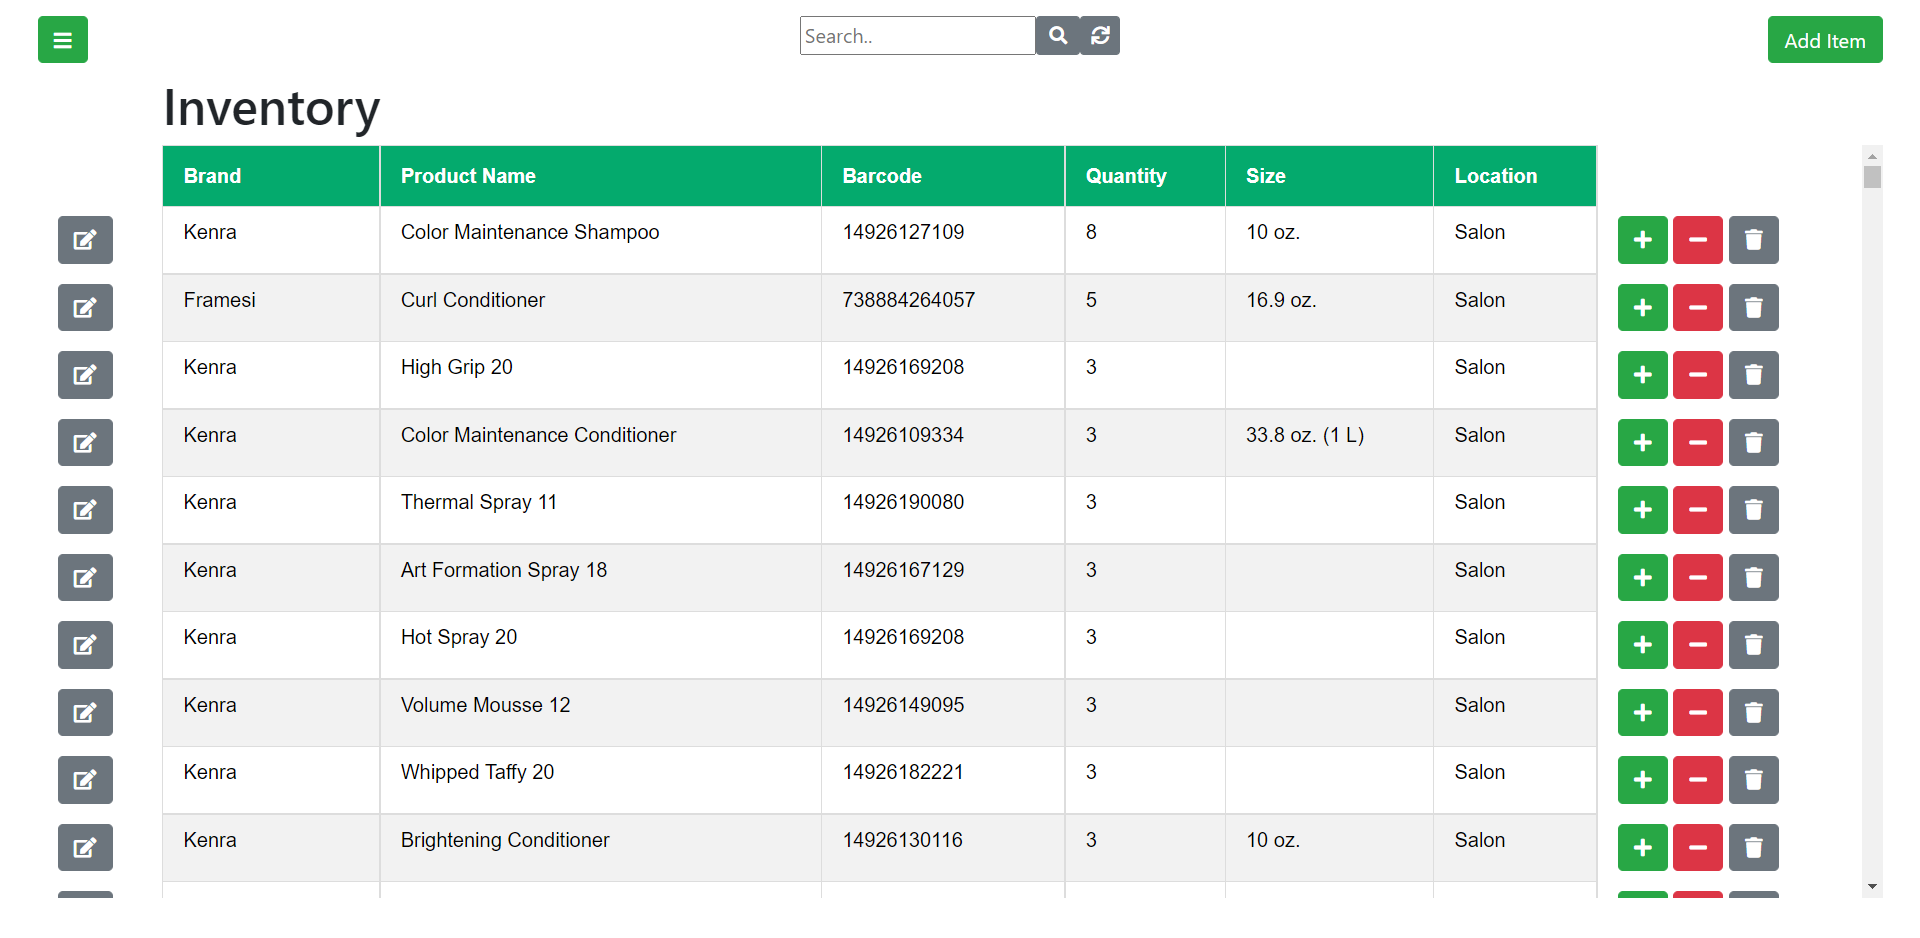 Search..
Add Item
Inventory
Brand Product Name Barcode Quantity Size Location
Kenra Color Maintenance Shampoo 14926127109 8 10 oz. Salon
Framesi Curl Conditioner 738884264057 5 16.9 oz. Salon
Kenra High Grip 20 14926169208 3 Salon
Kenra Color Maintenance Conditioner 14926109334 3 33.8 oz. (1 L) Salon
Kenra Thermal Spray 11 14926190080 3 Salon
Kenra Art Formation Spray 18 14926167129 3 Salon
Kenra Hot Spray 20 14926169208 3 Salon
Kenra Volume Mousse 12 14926149095 3 Salon
Kenra Whipped Taffy 20 14926182221 3 Salon
Kenra Brightening Conditioner 14926130116 3 10 oz. Salon